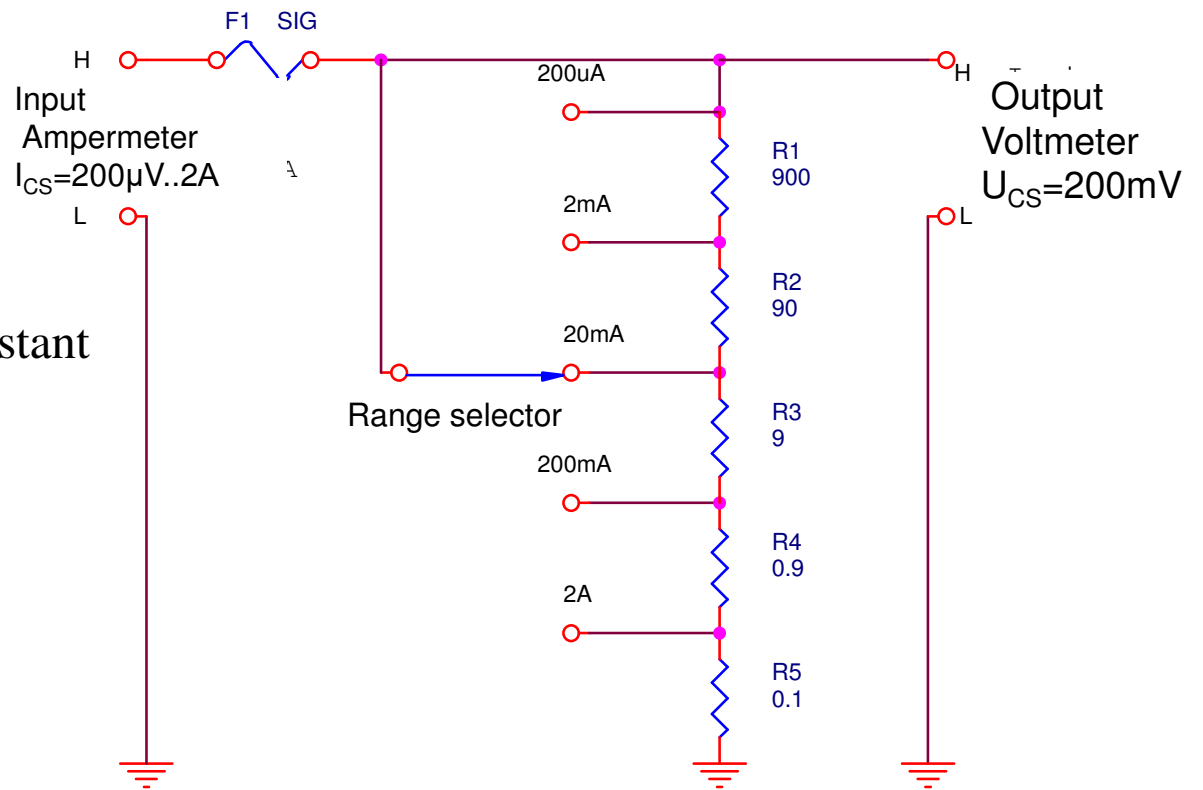 F1 SIG
H
H
Input
Ampermeter
I_CS=200µV..2A
L
A
200uA
2mA
20mA
Range selector
200mA
2A
R1
900
R2
90
R3
9
R4
0.9
R5
0.1
Output
Voltmeter
U_CS=200mV
L
stant